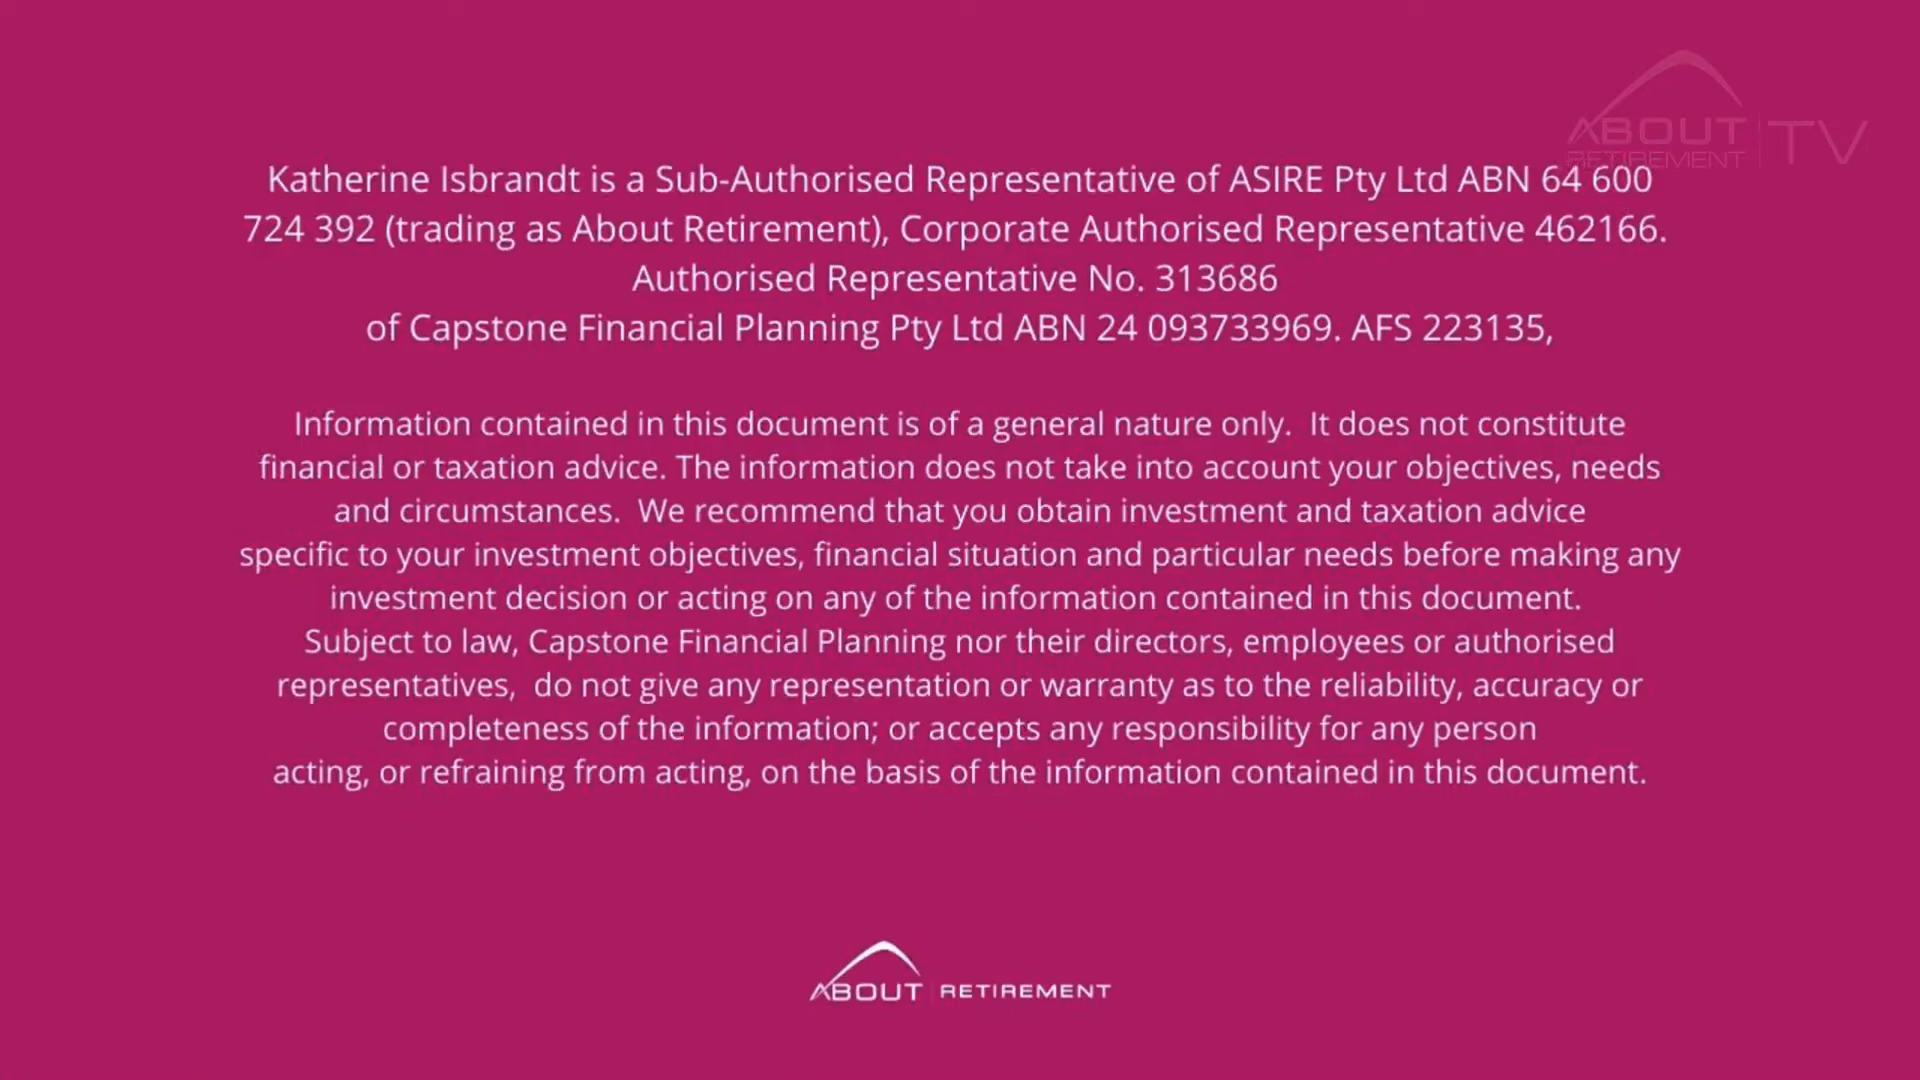 ABOUT
RETIREMENT
TV
Katherine Isbrandt is a Sub-Authorised Representative of ASIRE Pty Ltd ABN 64 600
724 392 (trading as About Retirement), Corporate Authorised Representative 462166.
Authorised Representative No. 313686
of Capstone Financial Planning Pty Ltd ABN 24 093733969. AFS 223135,
Information contained in this document is of a general nature only.  It does not constitute
financial or taxation advice. The information does not take into account your objectives, needs
and circumstances.  We recommend that you obtain investment and taxation advice
specific to your investment objectives, financial situation and particular needs before making any
investment decision or acting on any of the information contained in this document.
Subject to law, Capstone Financial Planning nor their directors, employees or authorised
representatives,  do not give any representation or warranty as to the reliability, accuracy or
completeness of the information; or accepts any responsibility for any person
acting, or refraining from acting, on the basis of the information contained in this document.
ABOUT RETIREMENT